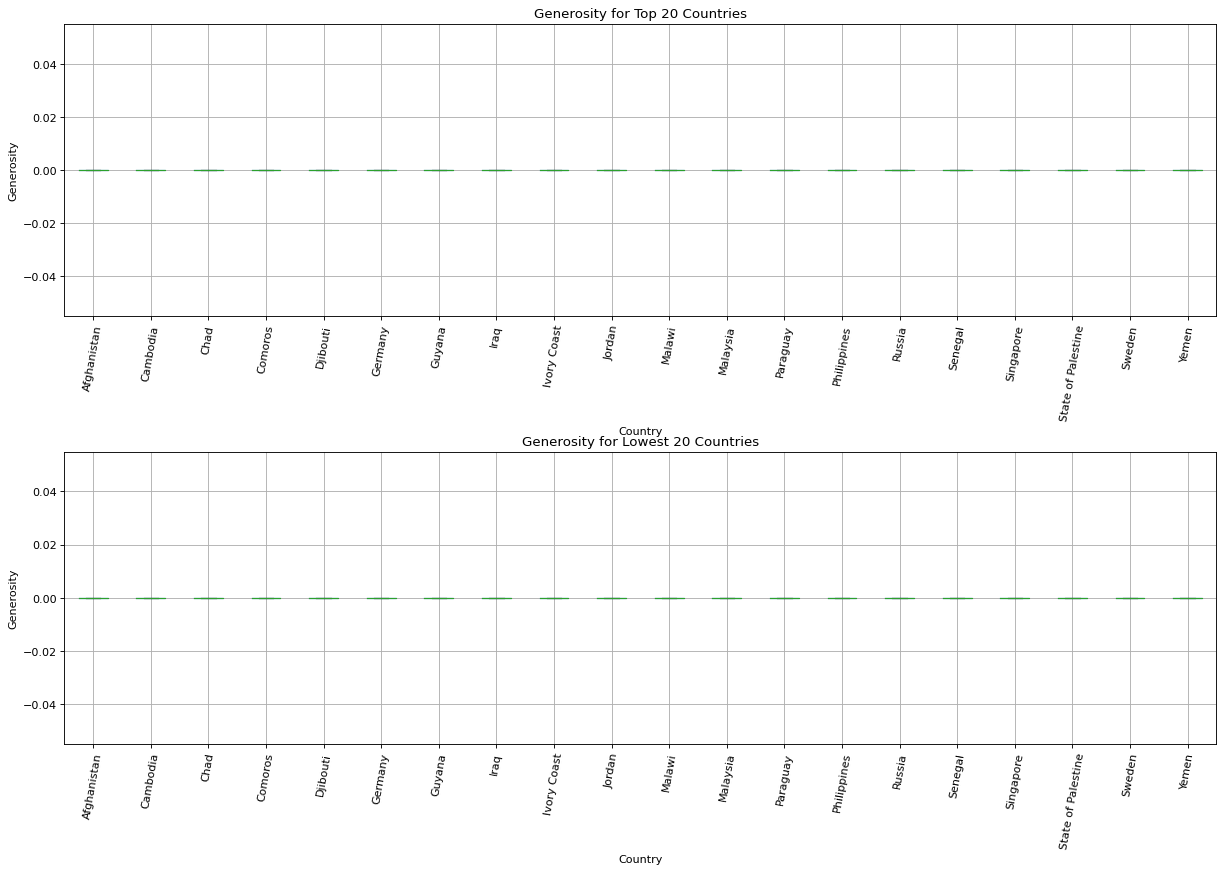 Generosity for Top 20 Countries
0.04
0.02
0.00
−0.02
−0.04
Generosity
Afghanistan
Cambodia
Chad
Comoros
Djibouti
Germany
Guyana
Iraq
Ivory Coast
Jordan
Malawi
Malaysia
Paraguay
Philippines
Russia
Senegal
Singapore
State of Palestine
Sweden
Yemen
Country
Generosity for Lowest 20 Countries
0.04
0.02
0.00
−0.02
−0.04
Generosity
Afghanistan
Cambodia
Chad
Comoros
Djibouti
Germany
Guyana
Iraq
Ivory Coast
Jordan
Malawi
Malaysia
Paraguay
Philippines
Russia
Senegal
Singapore
State of Palestine
Sweden
Yemen
Country